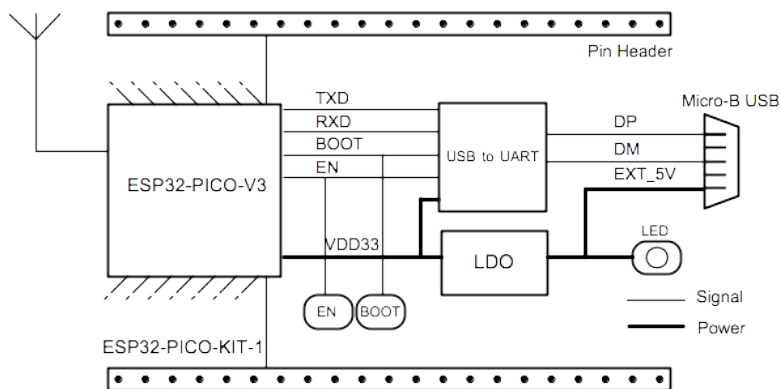 Pin Header
Micro-B USB
TXD
RXD
BOOT
EN
DP
DM
EXT_5V
ESP32-PICO-V3
USB to UART
VDD33
LDO
LED
EN
BOOT
Signal
Power
ESP32-PICO-KIT-1